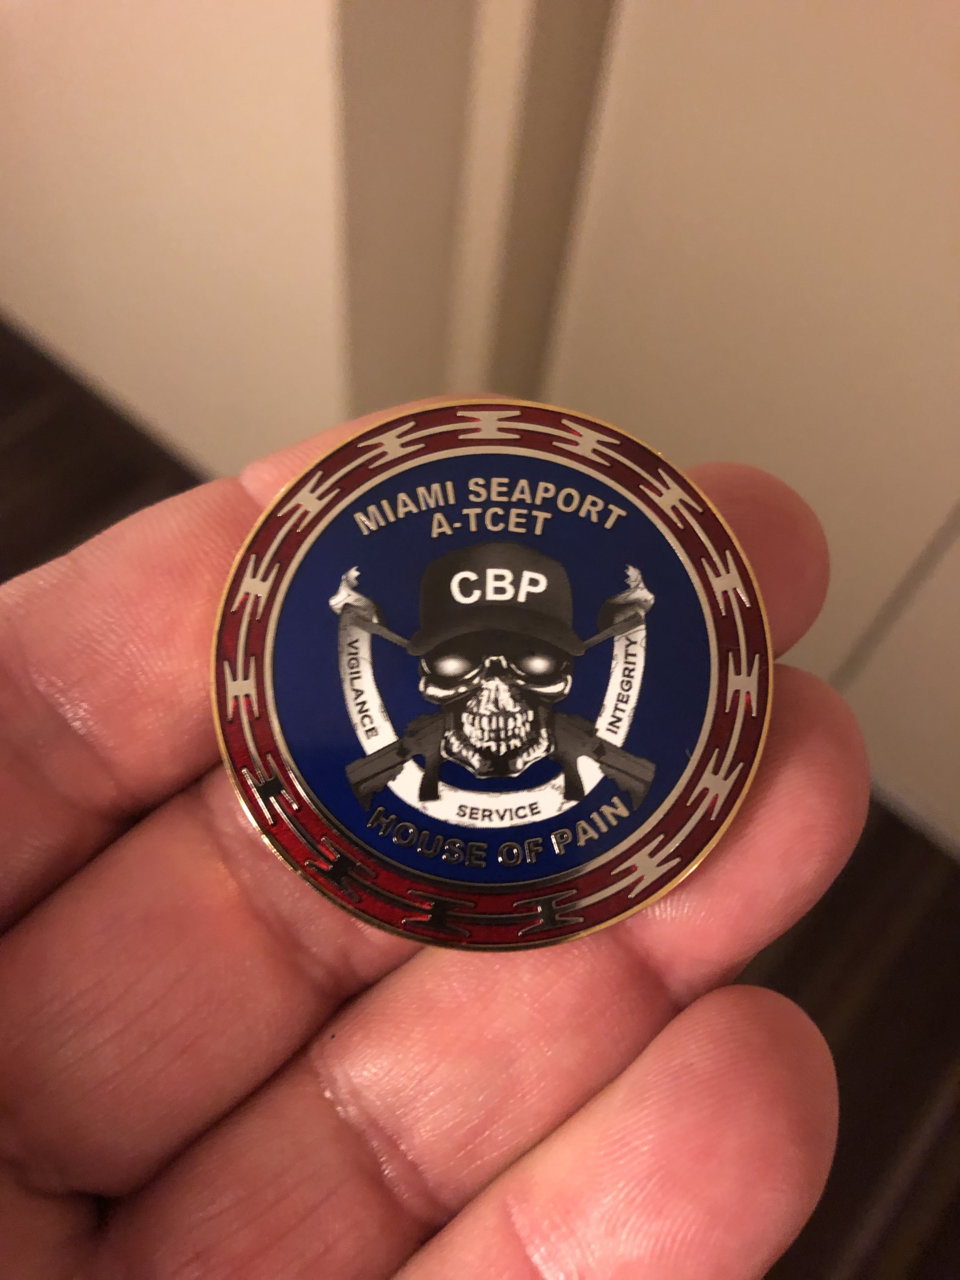 MIAMI SEAPORT
A-TCET
CBP
VIGILANCE
SERVICE
INTEGRITY
HOUSE OF PAIN